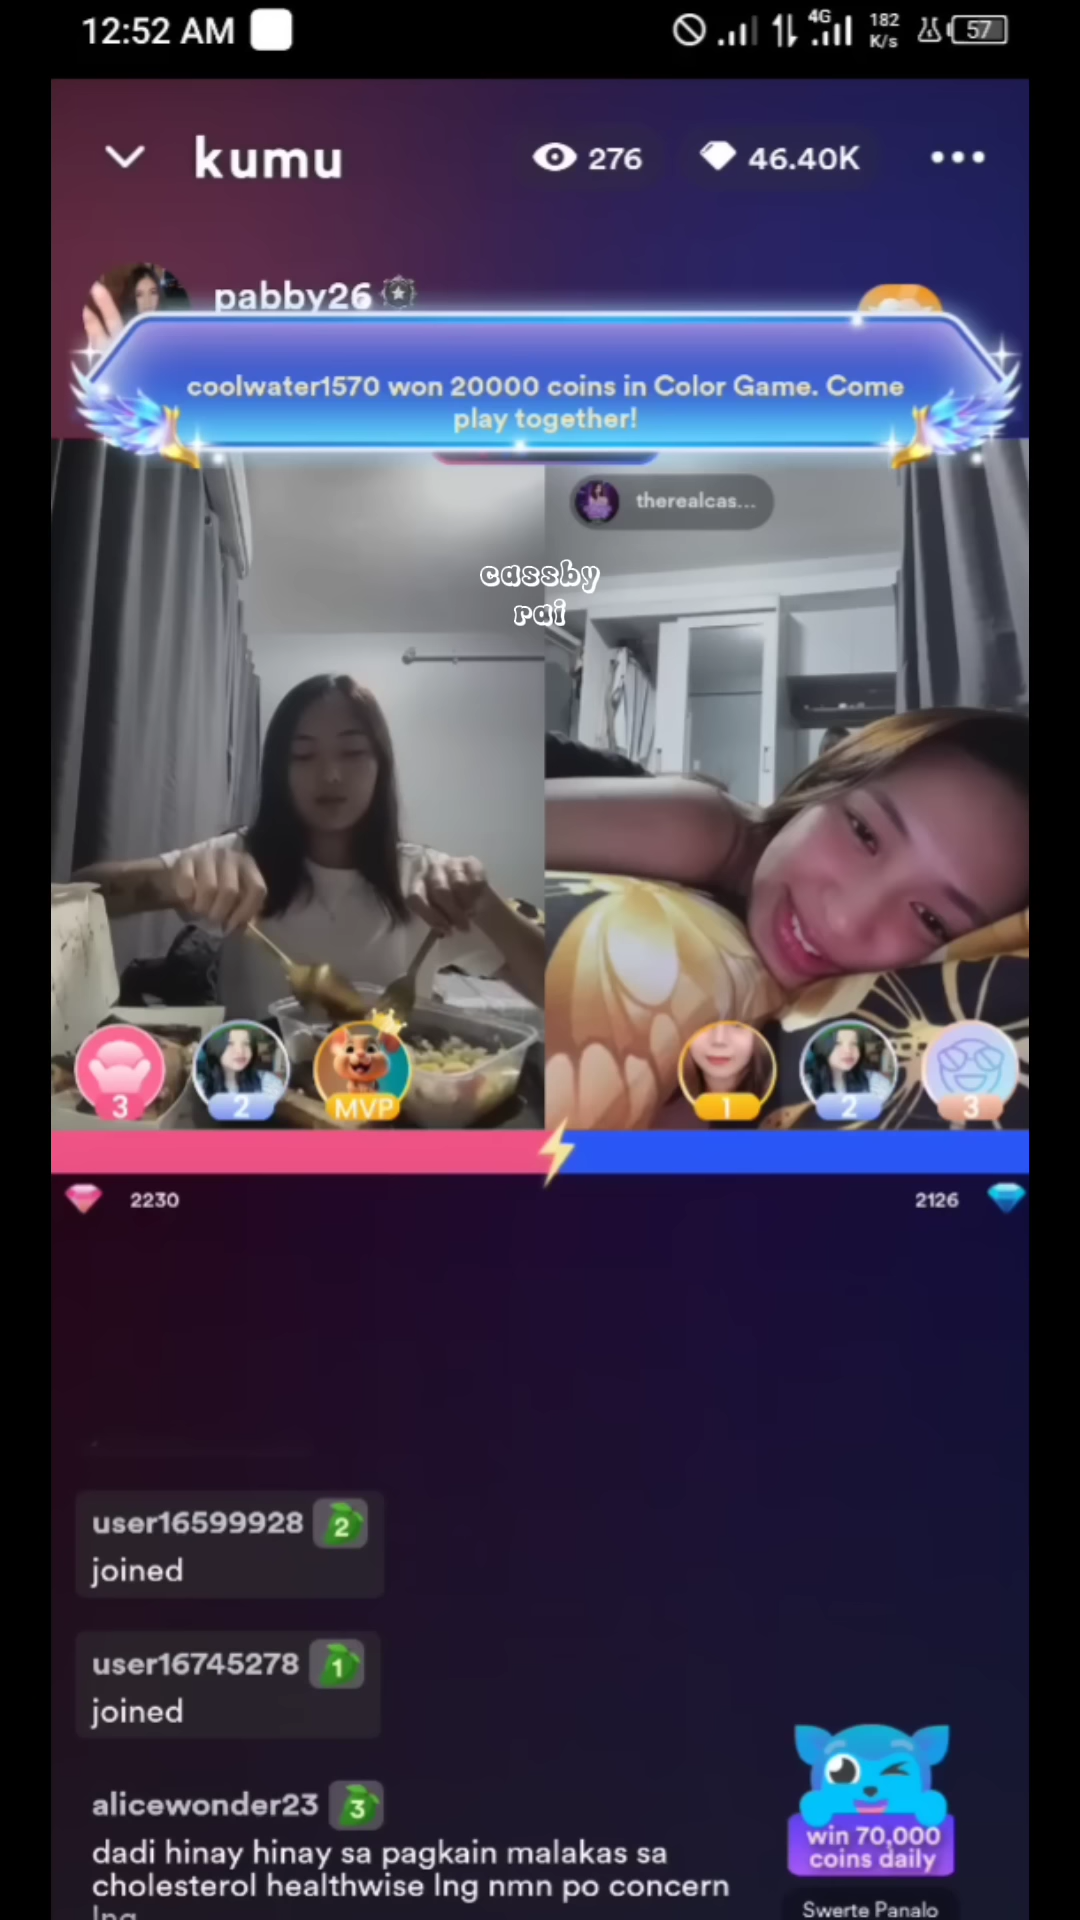 12:52 AM
4G
182
K/s
57
kumu
276
46.40K
pabby26
coolwater1570 won 20000 coins in Color Game. Come
play together!
therealcas...
cassby
rai
3
2
MVP
1
2
3
2230
2126
user16599928 2
joined
user16745278 1
joined
alicewonder23 3
dadi hinay hinay sa pagkain malakas sa
cholesterol healthwise lng nmn po concern
lng
win 70,000
coins daily
Swerte Panalo